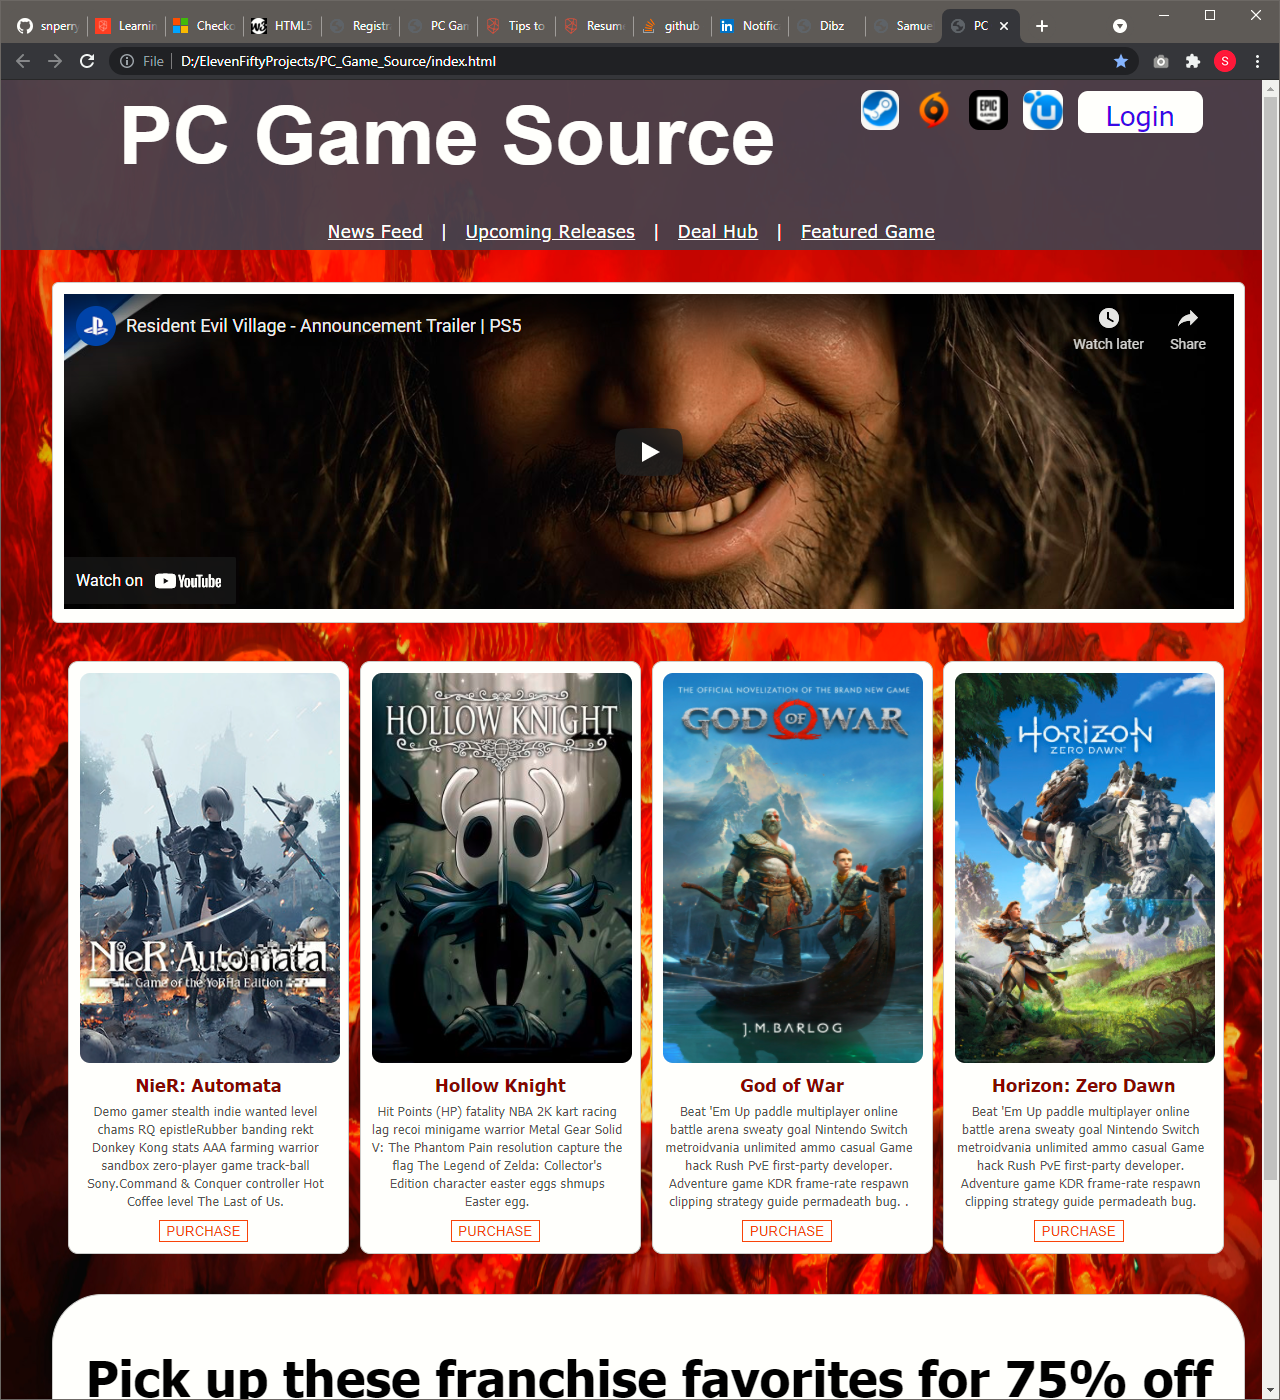 snperry
Learnin
Checko
HTML5
Registr
PC Gam
Tips to
Resume
github
Notific
Dibz
Samue
PC
File
D:/ElevenFiftyProjects/PC_Game_Source/index.html
S
PC Game Source
EPIC
GAMES
Login
News Feed | Upcoming Releases | Deal Hub | Featured Game
Resident Evil Village - Announcement Trailer | PS5
Watch later
Share
Watch on YouTube
NieR:Automata
Game of the YoRHa Edition
HOLLOW KNIGHT
THE OFFICIAL NOVELIZATION OF THE BRAND NEW GAME
GOD OF WAR
J.M.BARLOG
HORIZON
ZERO DAWN
NieR: Automata
Demo gamer stealth indie wanted level
chams RQ epistleRubber banding rekt
Donkey Kong stats AAA farming warrior
sandbox zero-player game track-ball
Sony.Command & Conquer controller Hot
Coffee level The Last of Us.
PURCHASE
Hollow Knight
Hit Points (HP) fatality NBA 2K kart racing
lag recoi minigame warrior Metal Gear Solid
V: The Phantom Pain resolution capture the
flag The Legend of Zelda: Collector's
Edition character easter eggs shmups
Easter egg.
PURCHASE
God of War
Beat 'Em Up paddle multiplayer online
battle arena sweaty goal Nintendo Switch
metroidvania unlimited ammo casual Game
hack Rush PvE first-party developer.
Adventure game KDR frame-rate respawn
clipping strategy guide permadeath bug. .
PURCHASE
Horizon: Zero Dawn
Beat 'Em Up paddle multiplayer online
battle arena sweaty goal Nintendo Switch
metroidvania unlimited ammo casual Game
hack Rush PvE first-party developer.
Adventure game KDR frame-rate respawn
clipping strategy guide permadeath bug.
PURCHASE
Pick up these franchise favorites for 75% off